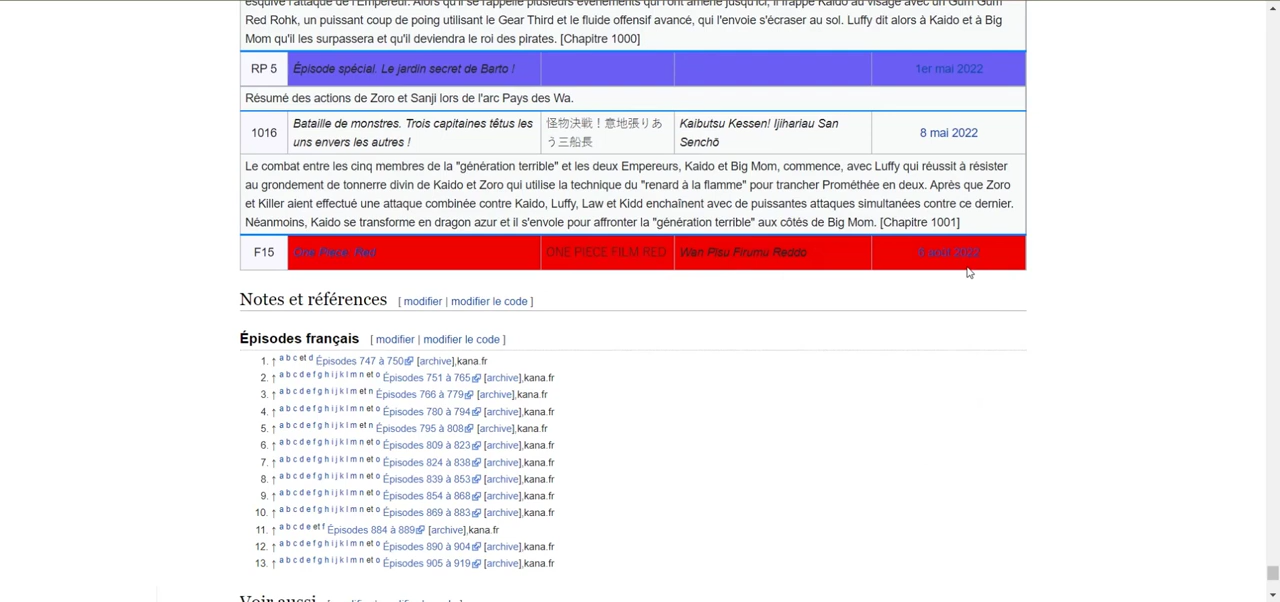 esquive l'attaque de l'Empereur. Alors qu'il se rappelle plusieurs événements qui l'ont amené jusqu'ici, il frappe Kaido au visage avec un Gum Gum
Red Rohk, un puissant coup de poing utilisant le Gear Third et le fluide offensif avancé, qui l'envoie s'écraser au sol. Luffy dit alors à Kaido et à Big
Mom qu'il les surpassera et qu'il deviendra le roi des pirates. [Chapitre 1000]
RP 5 Épisode spécial. Le jardin secret de Barto ! 1er mai 2022
Résumé des actions de Zoro et Sanji lors de l'arc Pays des Wa.
1016 Bataille de monstres. Trois capitaines têtus les uns envers les autres ! 怪物決戦！意地張りあう三船長 Kaibutsu Kessen! Ijihariau San Senchō 8 mai 2022
Le combat entre les cinq membres de la "génération terrible" et les deux Empereurs, Kaido et Big Mom, commence, avec Luffy qui réussit à résister
au grondement de tonnerre divin de Kaido et Zoro qui utilise la technique du "renard à la flamme" pour trancher Prométhée en deux. Après que Zoro
et Killer aient effectué une attaque combinée contre Kaido, Luffy, Law et Kidd enchaînent avec de puissantes attaques simultanées contre ce dernier.
Néanmoins, Kaido se transforme en dragon azur et il s'envole pour affronter la "génération terrible" aux côtés de Big Mom. [Chapitre 1001]
F15 One Piece: Red ONE PIECE FILM RED Wan Pīsu Firumu Reddo 6 août 2022
Notes et références [ modifier | modifier le code ]
Épisodes français [ modifier | modifier le code ]
1. ↑ a b c et d Épisodes 747 à 750 [archive],kana.fr
2. ↑ a b c d e f g h i j k l m n et o Épisodes 751 à 765 [archive],kana.fr
3. ↑ a b c d e f g h i j k l m et n Épisodes 766 à 779 [archive],kana.fr
4. ↑ a b c d e f g h i j k l m n et o Épisodes 780 à 794 [archive],kana.fr
5. ↑ a b c d e f g h i j k l m et n Épisodes 795 à 808 [archive],kana.fr
6. ↑ a b c d e f g h i j k l m n et o Épisodes 809 à 823 [archive],kana.fr
7. ↑ a b c d e f g h i j k l m n et o Épisodes 824 à 838 [archive],kana.fr
8. ↑ a b c d e f g h i j k l m n et o Épisodes 839 à 853 [archive],kana.fr
9. ↑ a b c d e f g h i j k l m n et o Épisodes 854 à 868 [archive],kana.fr
10. ↑ a b c d e f g h i j k l m n et o Épisodes 869 à 883 [archive],kana.fr
11. ↑ a b c d e et f Épisodes 884 à 889 [archive],kana.fr
12. ↑ a b c d e f g h i j k l m n et o Épisodes 890 à 904 [archive],kana.fr
13. ↑ a b c d e f g h i j k l m n et o Épisodes 905 à 919 [archive],kana.fr
Voir aussi